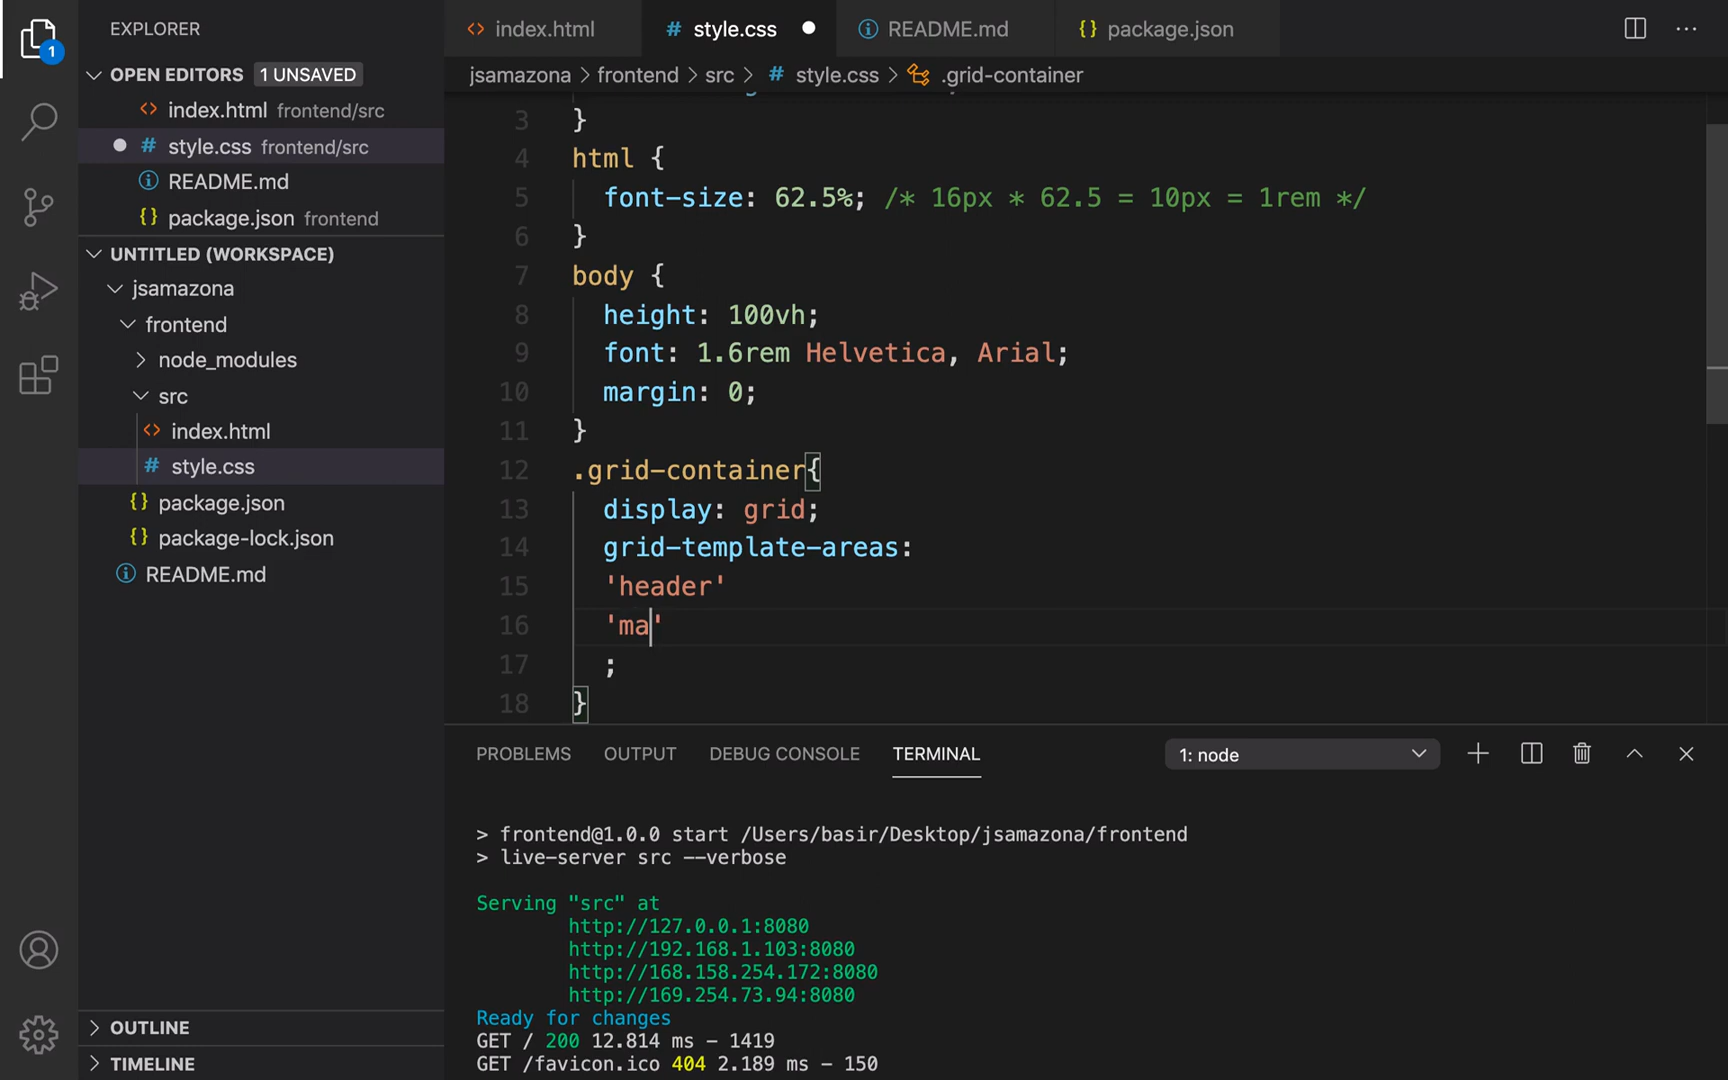 EXPLORER
index.html
style.css
README.md
package.json
1
OPEN EDITORS 1 UNSAVED
index.html frontend/src
style.css frontend/src
README.md
package.json frontend
UNTITLED (WORKSPACE)
jsamazona
frontend
node_modules
src
index.html
style.css
package.json
package-lock.json
README.md
OUTLINE
TIMELINE
jsamazona > frontend > src > # style.css > .grid-container
3 }
4 html {
5 font-size: 62.5%; /* 16px * 62.5 = 10px = 1rem */
6 }
7 body {
8 height: 100vh;
9 font: 1.6rem Helvetica, Arial;
10 margin: 0;
11 }
12 .grid-container{
13 display: grid;
14 grid-template-areas:
15 'header'
16 'ma'
17 ;
18 }
PROBLEMS OUTPUT DEBUG CONSOLE TERMINAL 1: node
> frontend@1.0.0 start /Users/basir/Desktop/jsamazona/frontend
> live-server src --verbose
Serving "src" at
http://127.0.0.1:8080
http://192.168.1.103:8080
http://168.158.254.172:8080
http://169.254.73.94:8080
Ready for changes
GET / 200 12.814 ms - 1419
GET /favicon.ico 404 2.189 ms - 150